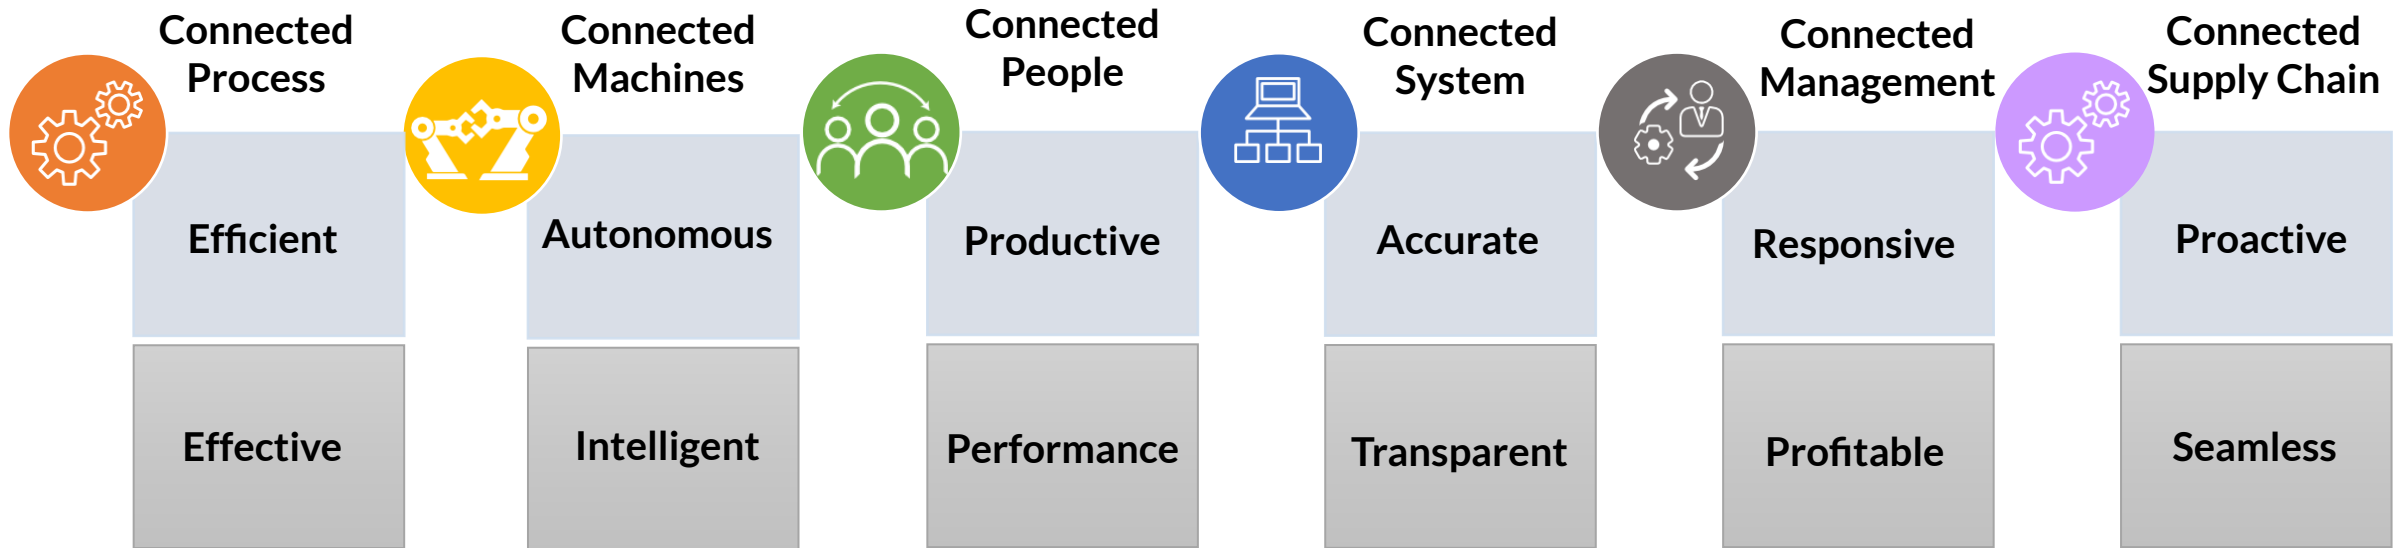 Connected
Process
Connected
Machines
Connected
People
Connected
System
Connected
Management
Connected
Supply Chain
Efficient
Autonomous
Productive
Accurate
Responsive
Proactive
Effective
Intelligent
Performance
Transparent
Profitable
Seamless